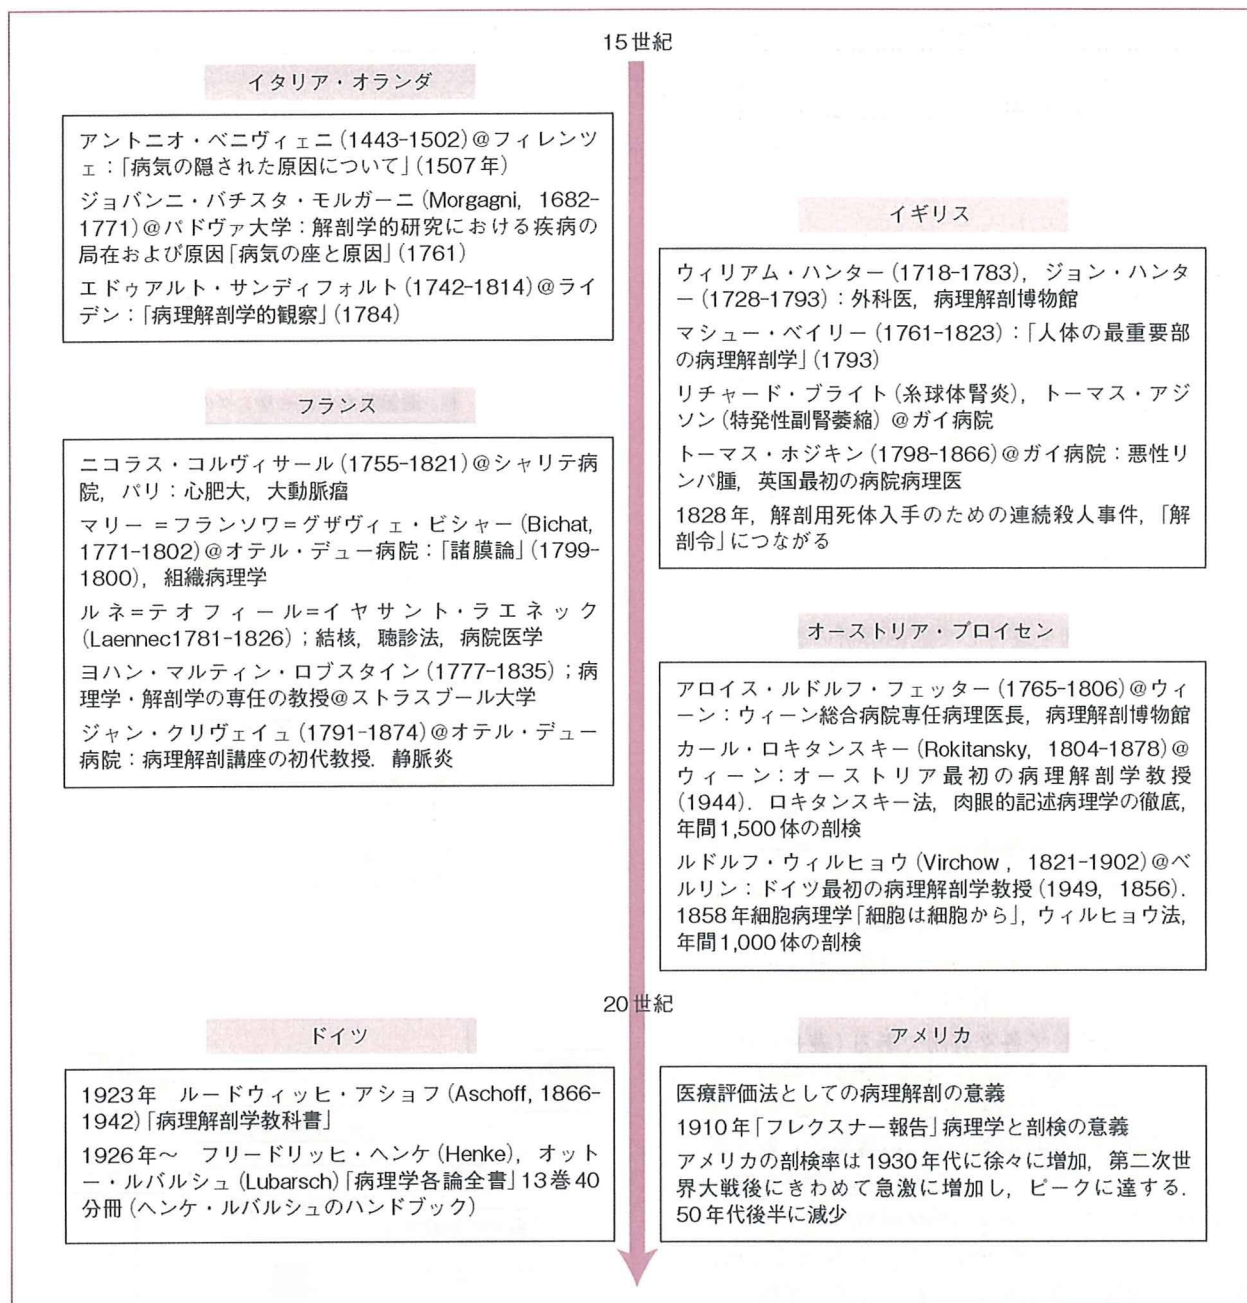 15世紀
イタリア・オランダ
アントニオ・ベニヴィェニ(1443-1502)@フィレンツ
ェ：「病気の隠された原因について」(1507年)
ジョバンニ・バチスタ・モルガーニ(Morgagni, 1682-
1771)@パドヴァ大学：解剖学的研究における疾病の
局在および原因「病気の座と原因」(1761)
エドゥアルト・サンディフォルト(1742-1814)@ライ
デン：「病理解剖学的観察」(1784)
イギリス
ウィリアム・ハンター(1718-1783), ジョン・ハンタ
ー(1728-1793)：外科医, 病理解剖博物館
マシュー・ベイリー(1761-1823)：「人体の最重要部
の病理解剖学」(1793)
リチャード・ブライト(糸球体腎炎), トーマス・アジ
ソン(特発性副腎萎縮)@ガイ病院
トーマス・ホジキン(1798-1866)@ガイ病院：悪性リ
ンパ腫, 英国最初の病院病理医
1828年, 解剖用死体入手のための連続殺人事件, 「解
剖令」につながる
フランス
ニコラス・コルヴィサール(1755-1821)@シャリテ病
院, パリ：心肥大, 大動脈瘤
マリー＝フランソワ＝グザヴィェ・ビシャー(Bichat,
1771-1802)@オテル・デュー病院：「諸膜論」(1799-
1800), 組織病理学
ルネ＝テオフィール＝イヤサント・ラエネック
(Laennec1781-1826)；結核, 聴診法, 病院医学
ヨハン・マルティン・ロブスタイン(1777-1835)；病
理学・解剖学の専任の教授@ストラスブール大学
ジャン・クリヴェイュ(1791-1874)@オテル・デュー
病院：病理解剖講座の初代教授. 静脈炎
オーストリア・プロイセン
アロイス・ルドルフ・フェッター(1765-1806)@ウィ
ーン：ウィーン総合病院専任病理医長, 病理解剖博物館
カール・ロキタンスキー(Rokitansky, 1804-1878)@
ウィーン：オーストリア最初の病理解剖学教授
(1944). ロキタンスキー法, 肉眼的記述病理学の徹底,
年間1,500体の剖検
ルドルフ・ウィルヒョウ(Virchow, 1821-1902)@ベ
ルリン：ドイツ最初の病理解剖学教授(1949, 1856).
1858年細胞病理学「細胞は細胞から」, ウィルヒョウ法,
年間1,000体の剖検
20世紀
ドイツ
1923年 ルードウィッヒ・アショフ(Aschoff, 1866-
1942)「病理解剖学教科書」
1926年〜 フリードリッヒ・ヘンケ(Henke), オット
ー・ルバルシュ(Lubarsch)「病理学各論全書」13巻40
分冊(ヘンケ・ルバルシュのハンドブック)
アメリカ
医療評価法としての病理解剖の意義
1910年「フレクスナー報告」病理学と剖検の意義
アメリカの剖検率は1930年代に徐々に増加, 第二次世
界大戦後にきわめて急激に増加し, ピークに達する.
50年代後半に減少